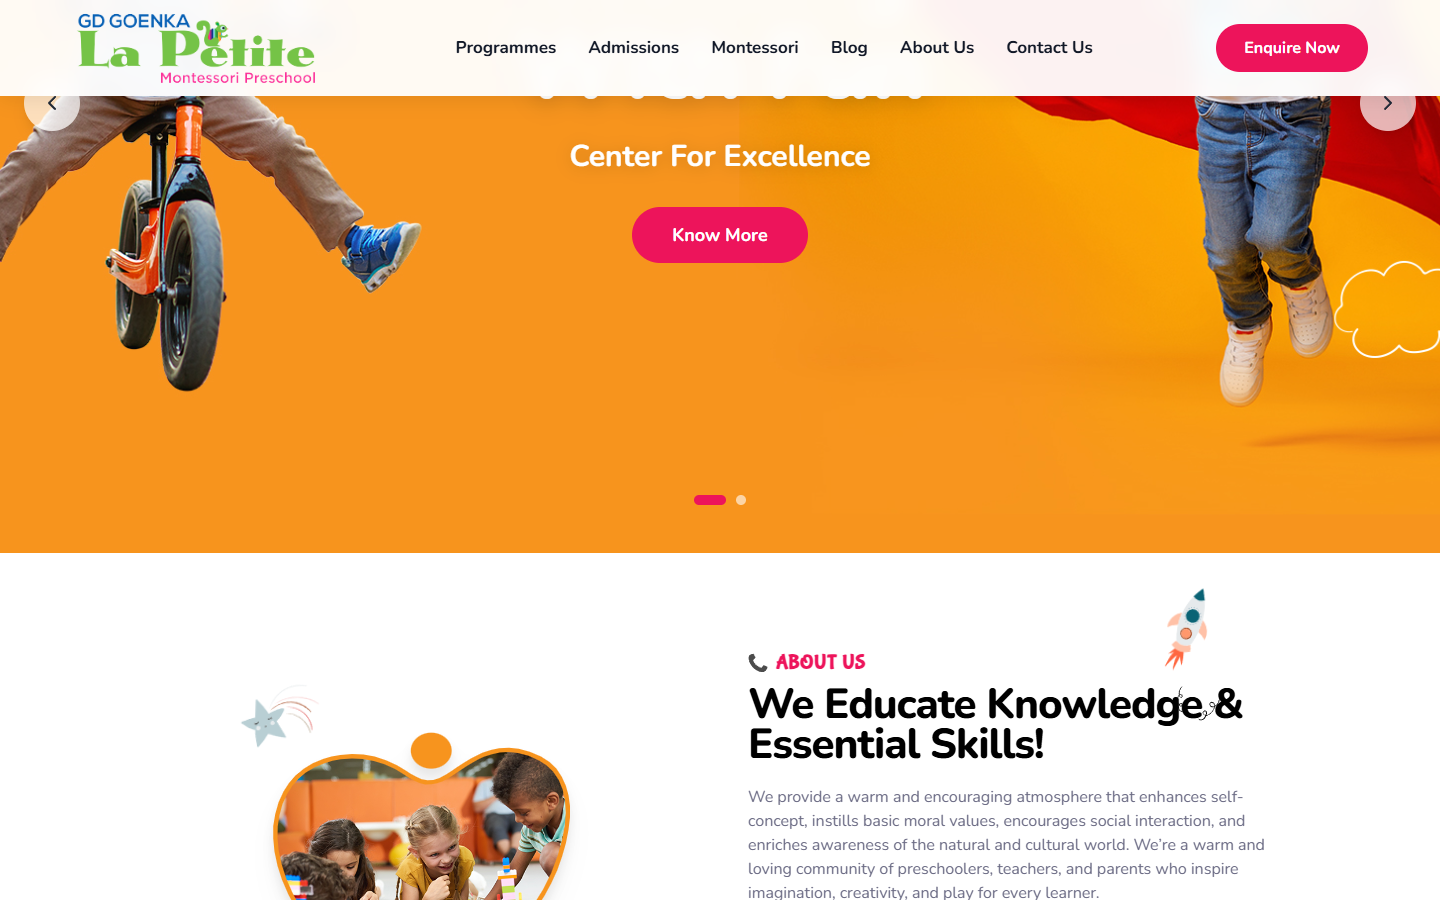 GD GOENKA
La Petite
Montessori Preschool
Programmes
Admissions
Montessori
Blog
About Us
Contact Us
Enquire Now
Center For Excellence
Know More
ABOUT US
We Educate Knowledge &
Essential Skills!
We provide a warm and encouraging atmosphere that enhances self-
concept, instills basic moral values, encourages social interaction, and
enriches awareness of the natural and cultural world. We’re a warm and
loving community of preschoolers, teachers, and parents who inspire
imagination, creativity, and play for every learner.